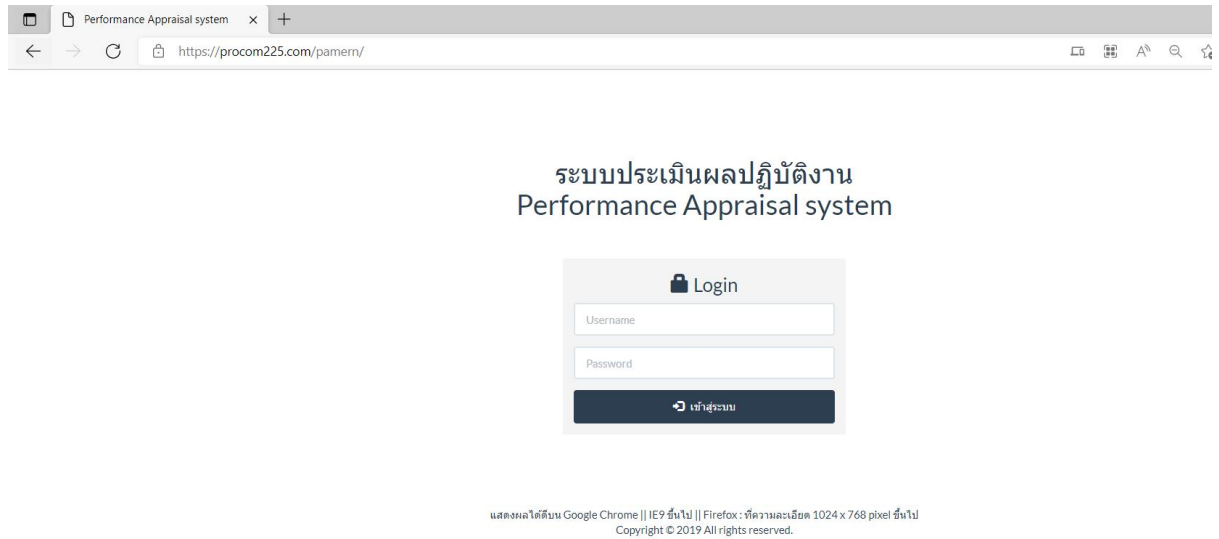 Performance Appraisal system
https://procom225.com/pamern/
ระบบประเมินผลปฏิบัติงาน
Performance Appraisal system
Login
Username
Password
เข้าสู่ระบบ
แสดงผลได้ดีบน Google Chrome || IE9 ขึ้นไป || Firefox : ที่ความละเอียด 1024 x 768 pixel ขึ้นไป
Copyright © 2019 All rights reserved.